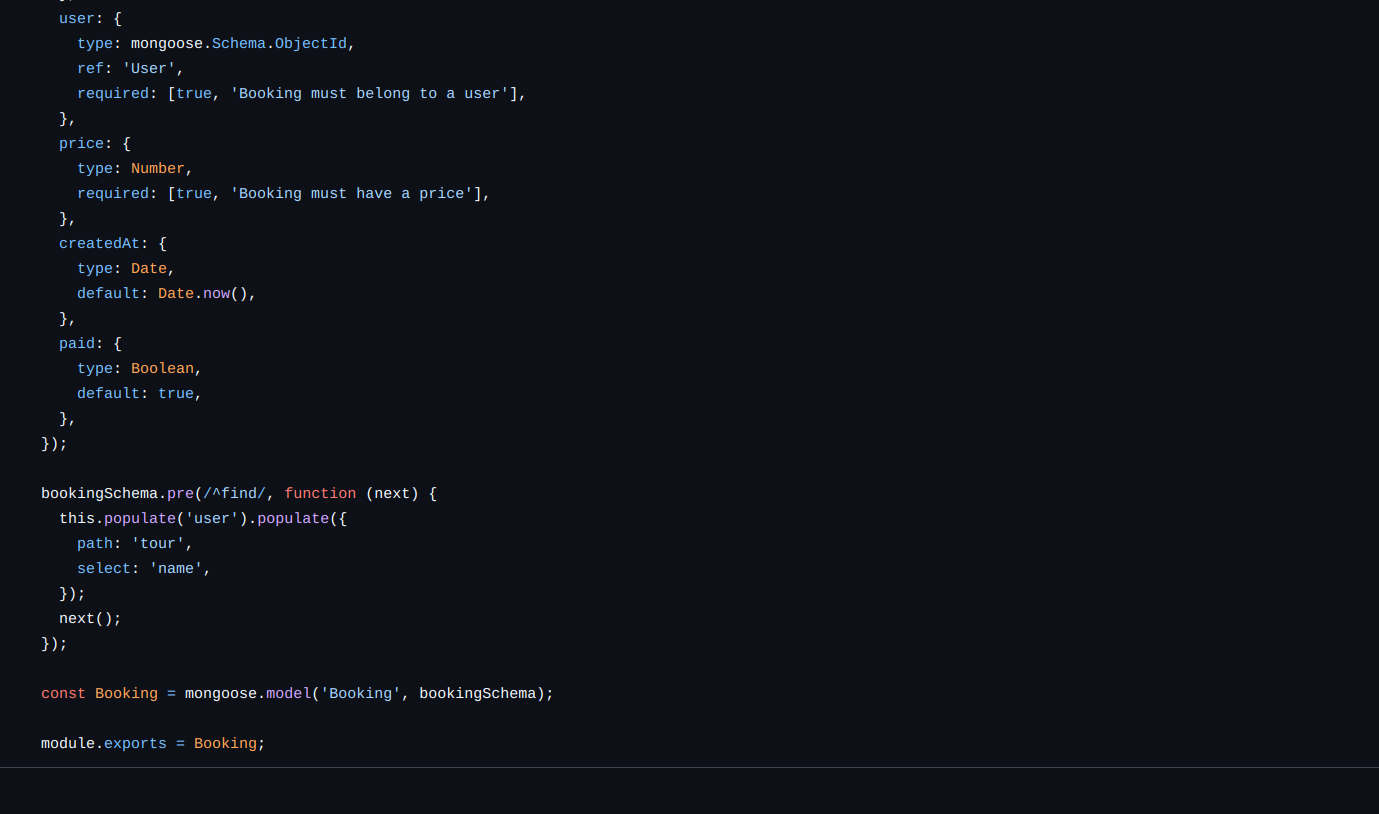 user: {
type: mongoose.Schema.ObjectId,
ref: 'User',
required: [true, 'Booking must belong to a user'],
},
price: {
type: Number,
required: [true, 'Booking must have a price'],
},
createdAt: {
type: Date,
default: Date.now(),
},
paid: {
type: Boolean,
default: true,
},
});
bookingSchema.pre(/^find/, function (next) {
this.populate('user').populate({
path: 'tour',
select: 'name',
});
next();
});
const Booking = mongoose.model('Booking', bookingSchema);
module.exports = Booking;